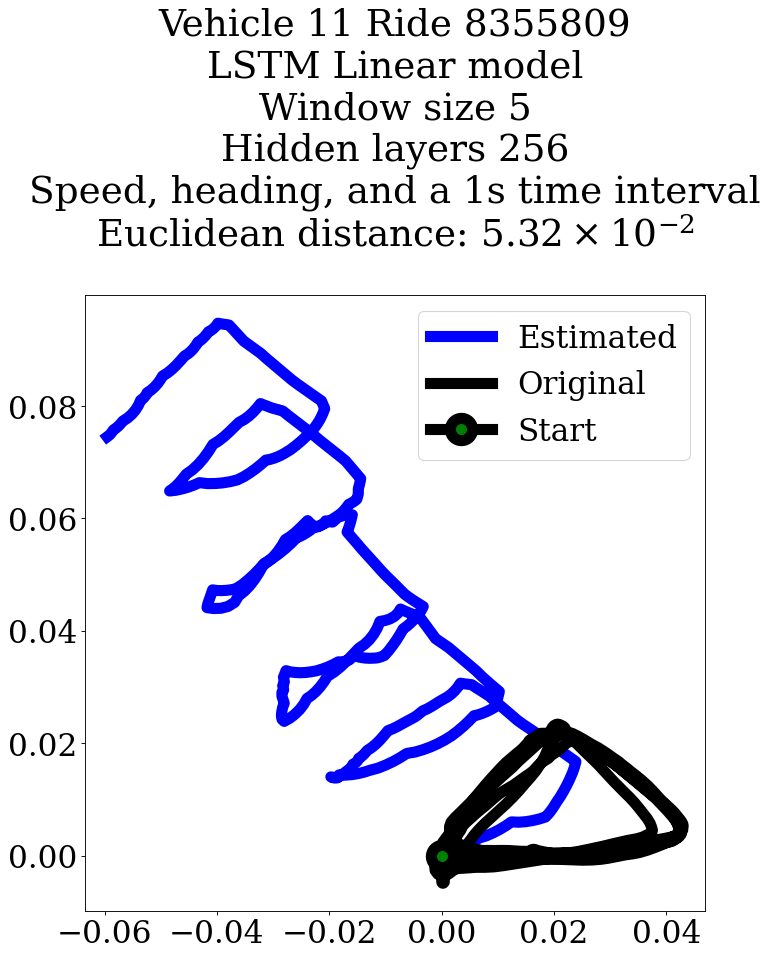 Vehicle 11 Ride 8355809
LSTM Linear model
Window size 5
Hidden layers 256
Speed, heading, and a 1s time interval
Euclidean distance: 5.32 × 10⁻²
Estimated
Original
Start
0.08
0.06
0.04
0.02
0.00
−0.06 −0.04 −0.02 0.00 0.02 0.04